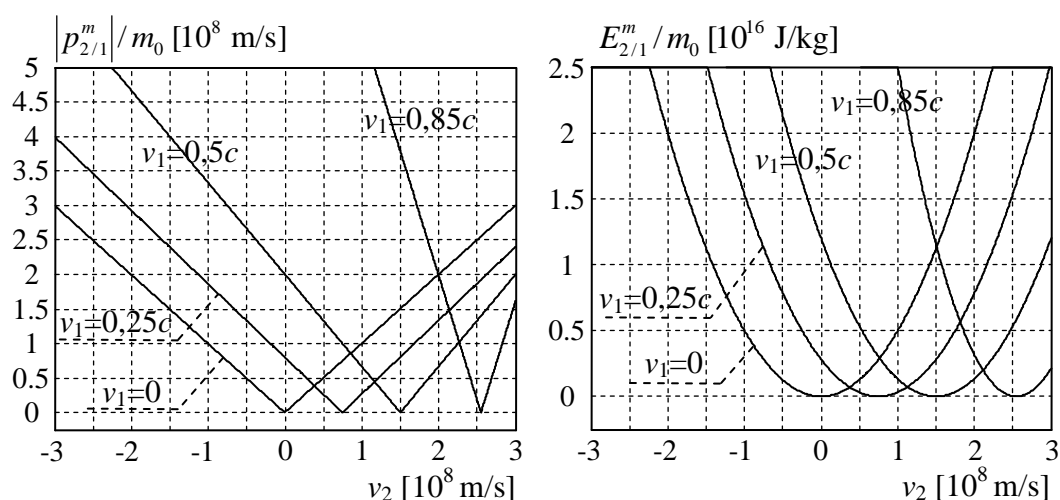 |p^m_{2/1}|/m_0 [10^8 m/s]
5
4.5
4
3.5
3
2.5
2
1.5
1
0.5
0
-3 -2 -1 0 1 2 3
v_2 [10^8 m/s]
v_1=0,85c
v_1=0,5c
v_1=0,25c
v_1=0
E^m_{2/1}/m_0 [10^16 J/kg]
2.5
2
1.5
1
0.5
0
-3 -2 -1 0 1 2 3
v_2 [10^8 m/s]
v_1=0,85c
v_1=0,5c
v_1=0,25c
v_1=0